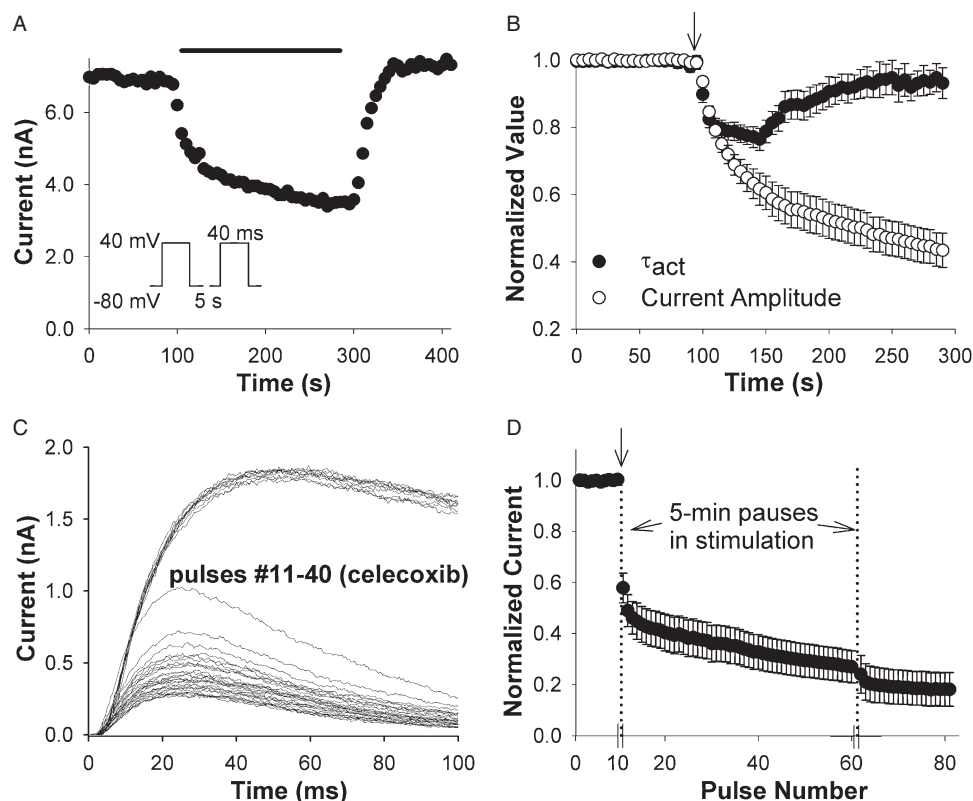 A
Current (nA)
6.0
4.0
2.0
0.0
40 mV
40 ms
-80 mV
5 s
0 100 200 300 400
Time (s)
B
Normalized Value
1.0
0.8
0.6
0.4
0.2
τact
Current Amplitude
0 50 100 150 200 250 300
Time (s)
C
Current (nA)
2.0
1.5
1.0
0.5
0.0
pulses #11-40 (celecoxib)
0 20 40 60 80 100
Time (ms)
D
Normalized Current
1.0
0.8
0.6
0.4
0.2
0.0
5-min pauses
in stimulation
0 10 20 40 60 80
Pulse Number